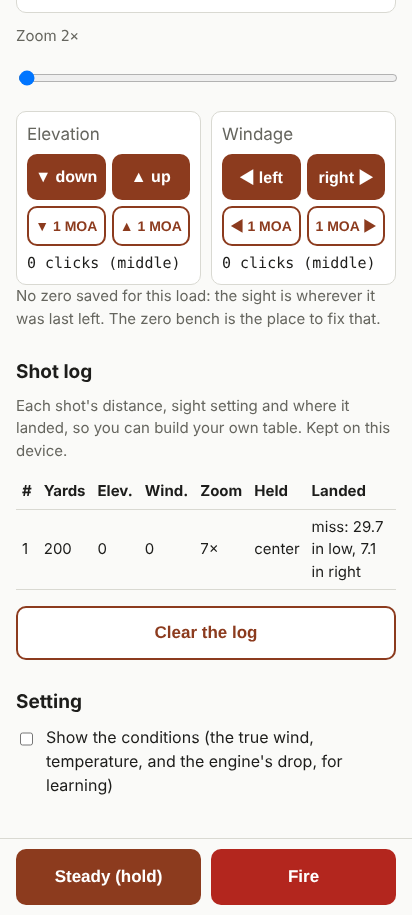 Zoom 2×
Elevation
▼ down ▲ up
▼ 1 MOA ▲ 1 MOA
0 clicks (middle)
Windage
◀ left right ▶
◀ 1 MOA 1 MOA ▶
0 clicks (middle)
No zero saved for this load: the sight is wherever it
was last left. The zero bench is the place to fix that.
Shot log
Each shot's distance, sight setting and where it
landed, so you can build your own table. Kept on this
device.
# Yards Elev. Wind. Zoom Held Landed
1 200 0 0 7× center miss: 29.7
in low, 7.1
in right
Clear the log
Setting
Show the conditions (the true wind,
temperature, and the engine's drop, for
learning)
Steady (hold) Fire